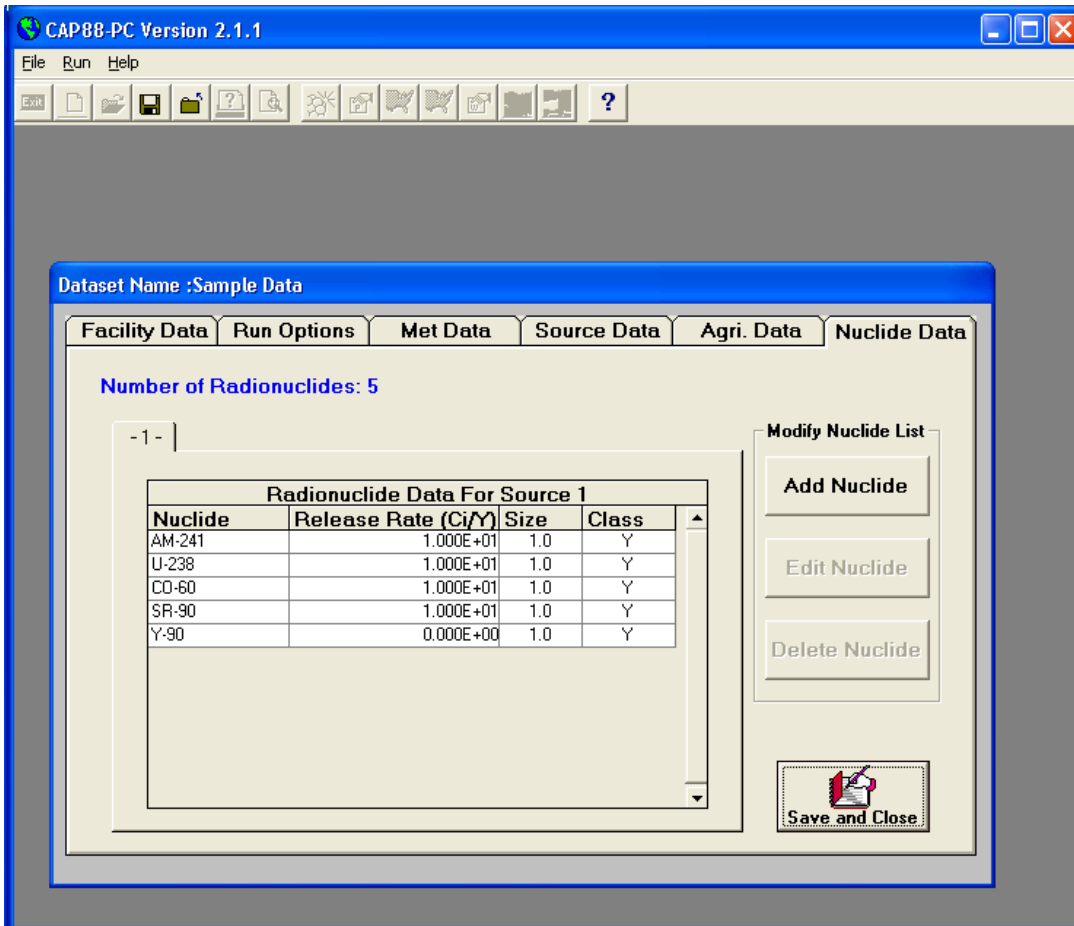 CAP88-PC Version 2.1.1
File Run Help
Exit ? ?
Dataset Name :Sample Data
Facility Data Run Options Met Data Source Data Agri. Data Nuclide Data
Number of Radionuclides: 5
- 1 -
Modify Nuclide List
Radionuclide Data For Source 1
Add Nuclide
Nuclide Release Rate (Ci/Y) Size Class
AM-241 1.000E+01 1.0 Y
U-238 1.000E+01 1.0 Y
Edit Nuclide
CO-60 1.000E+01 1.0 Y
SR-90 1.000E+01 1.0 Y
Y-90 0.000E+00 1.0 Y
Delete Nuclide
Save and Close